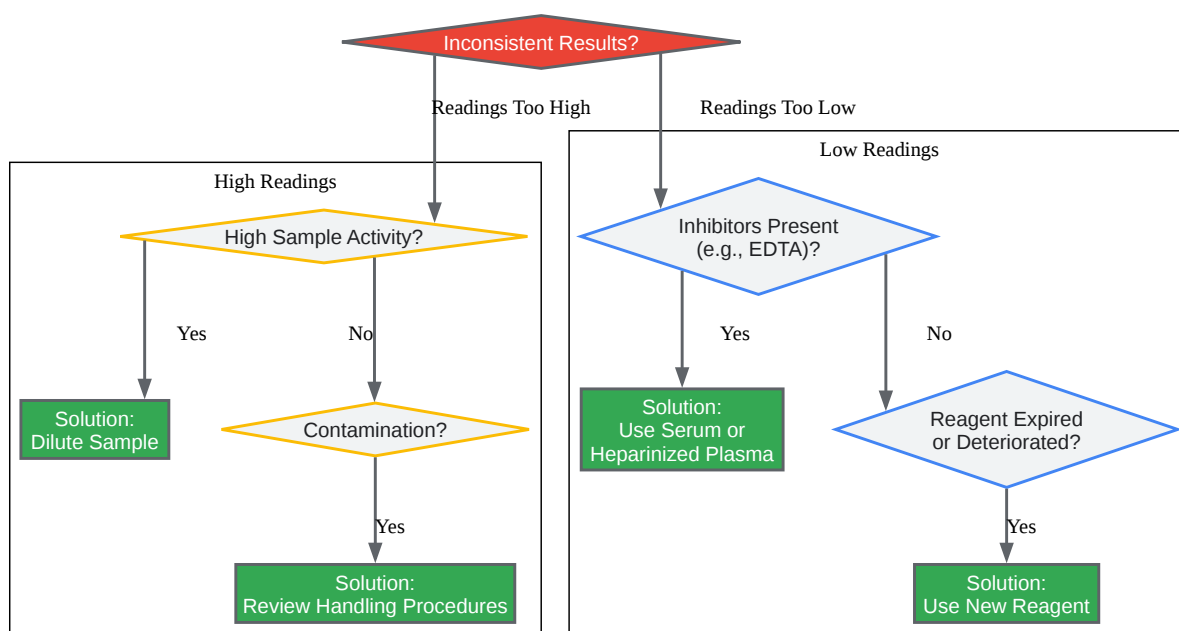 Inconsistent Results?
Readings Too High
Readings Too Low
High Readings
Low Readings
High Sample Activity?
Inhibitors Present
(e.g., EDTA)?
Yes
No
Yes
No
Solution:
Dilute Sample
Contamination?
Solution:
Use Serum or
Heparinized Plasma
Reagent Expired
or Deteriorated?
Yes
Yes
Solution:
Review Handling Procedures
Solution:
Use New Reagent